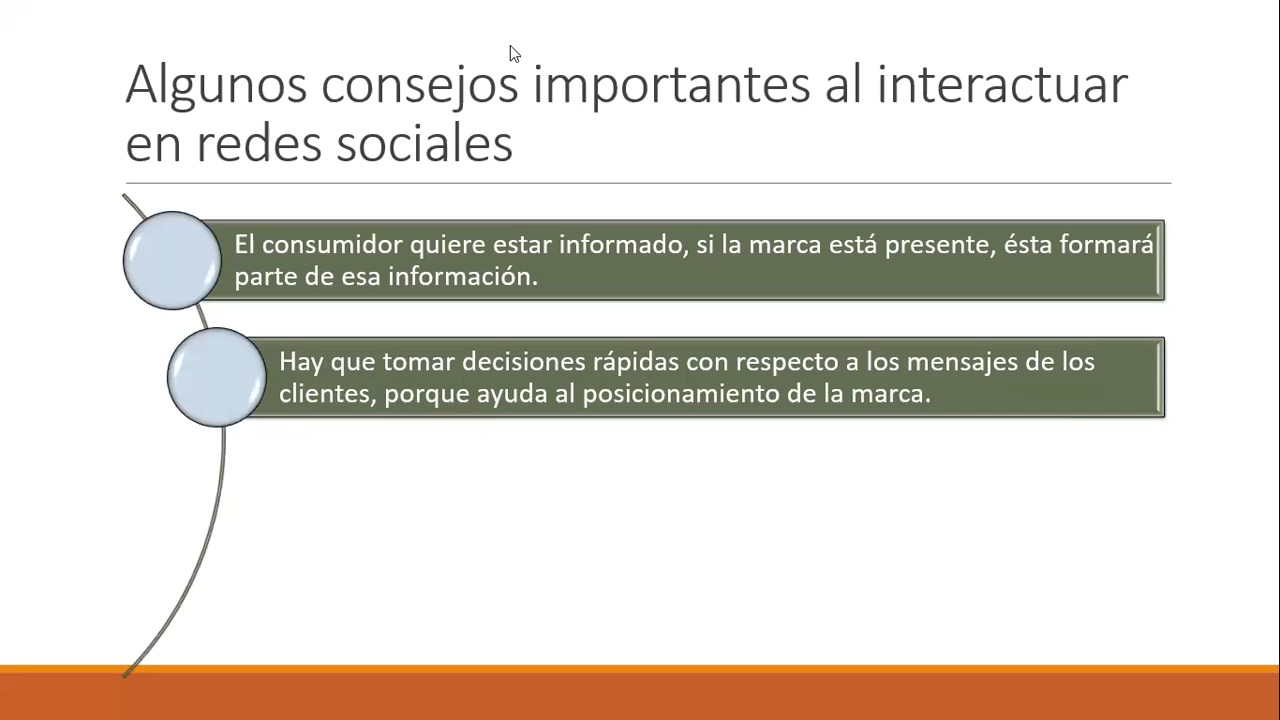 Algunos consejos importantes al interactuar
en redes sociales
El consumidor quiere estar informado, si la marca está presente, ésta formará
parte de esa información.
Hay que tomar decisiones rápidas con respecto a los mensajes de los
clientes, porque ayuda al posicionamiento de la marca.